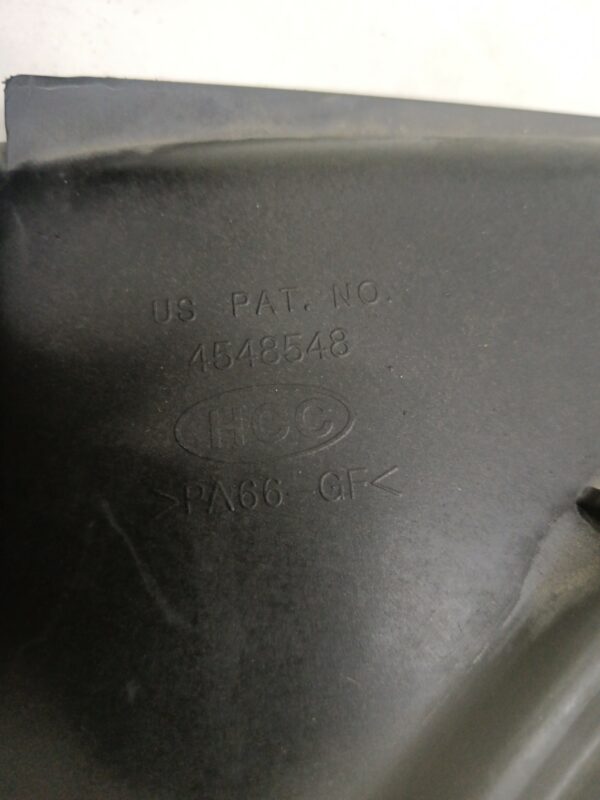 US PAT. NO.
4548548
HCC
>PA66 GF<